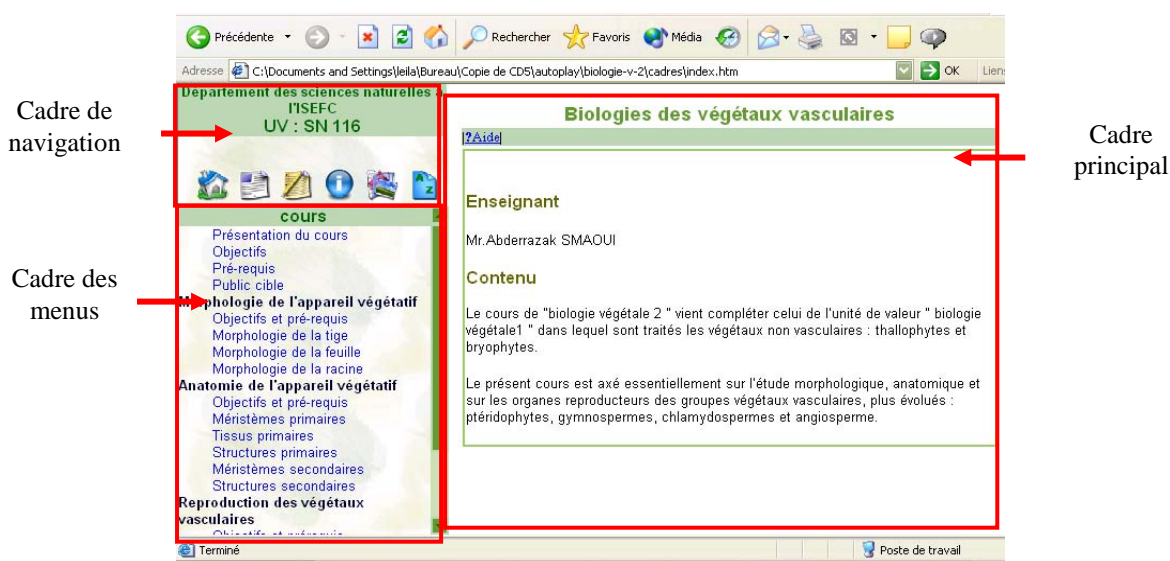 Précédente
Rechercher
Favoris
Média
Adresse
C:\Documents and Settings\leila\Bureau\Copie de CD5\autoplay\biologie-v-2\cadres\index.htm
OK
Liens
Cadre de
navigation
Département des sciences naturelles à
l'ISEFC
UV : SN 116
A
Z
Biologies des végétaux vasculaires
|?Aide|
Cadre
principal
Enseignant
Mr.Abderrazak SMAOUI
Contenu
Le cours de "biologie végétale 2 " vient compléter celui de l'unité de valeur " biologie
végétale1 " dans lequel sont traités les végétaux non vasculaires : thallophytes et
bryophytes.
Le présent cours est axé essentiellement sur l'étude morphologique, anatomique et
sur les organes reproducteurs des groupes végétaux vasculaires, plus évolués :
ptéridophytes, gymnospermes, chlamydospermes et angiosperme.
Cadre des
menus
cours
Présentation du cours
Objectifs
Pré-requis
Public cible
Morphologie de l'appareil végétatif
Objectifs et pré-requis
Morphologie de la tige
Morphologie de la feuille
Morphologie de la racine
Anatomie de l'appareil végétatif
Objectifs et pré-requis
Méristèmes primaires
Tissus primaires
Structures primaires
Méristèmes secondaires
Structures secondaires
Reproduction des végétaux
vasculaires
Objectifs et prérequis
Terminé
Poste de travail